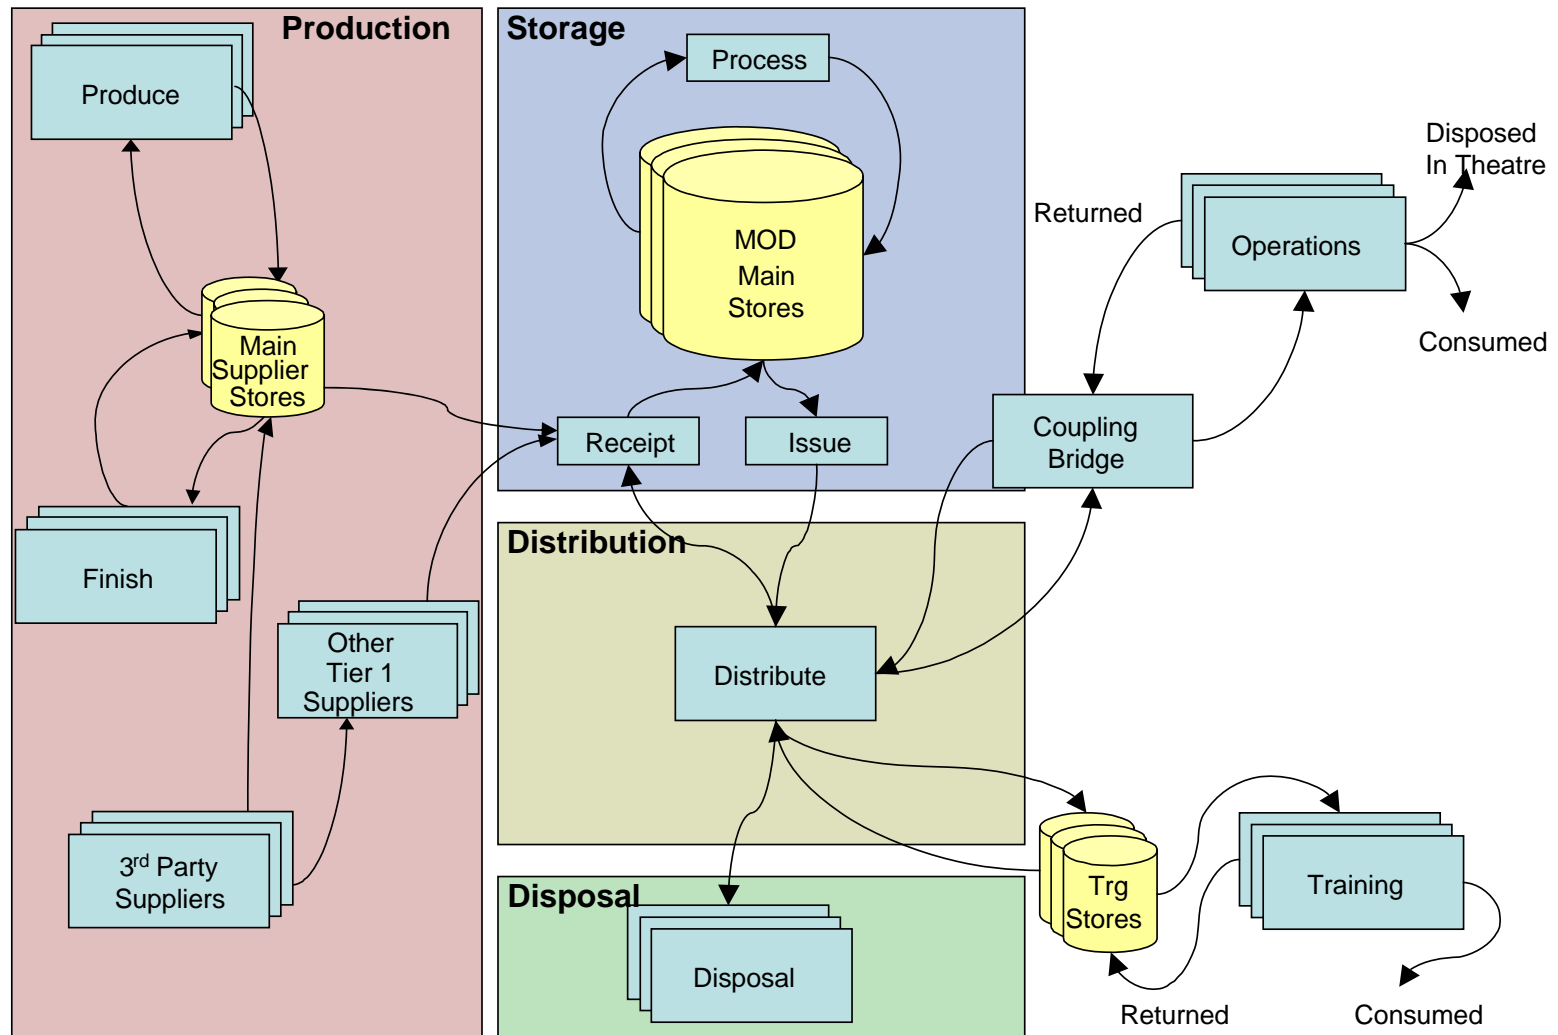 Production
Produce
Main
Supplier
Stores
Finish
Other
Tier 1
Suppliers
3rd Party
Suppliers
Storage
Process
MOD
Main
Stores
Receipt
Issue
Distribution
Distribute
Disposal
Disposal
Disposed
In Theatre
Returned
Operations
Consumed
Coupling
Bridge
Trg
Stores
Training
Returned
Consumed